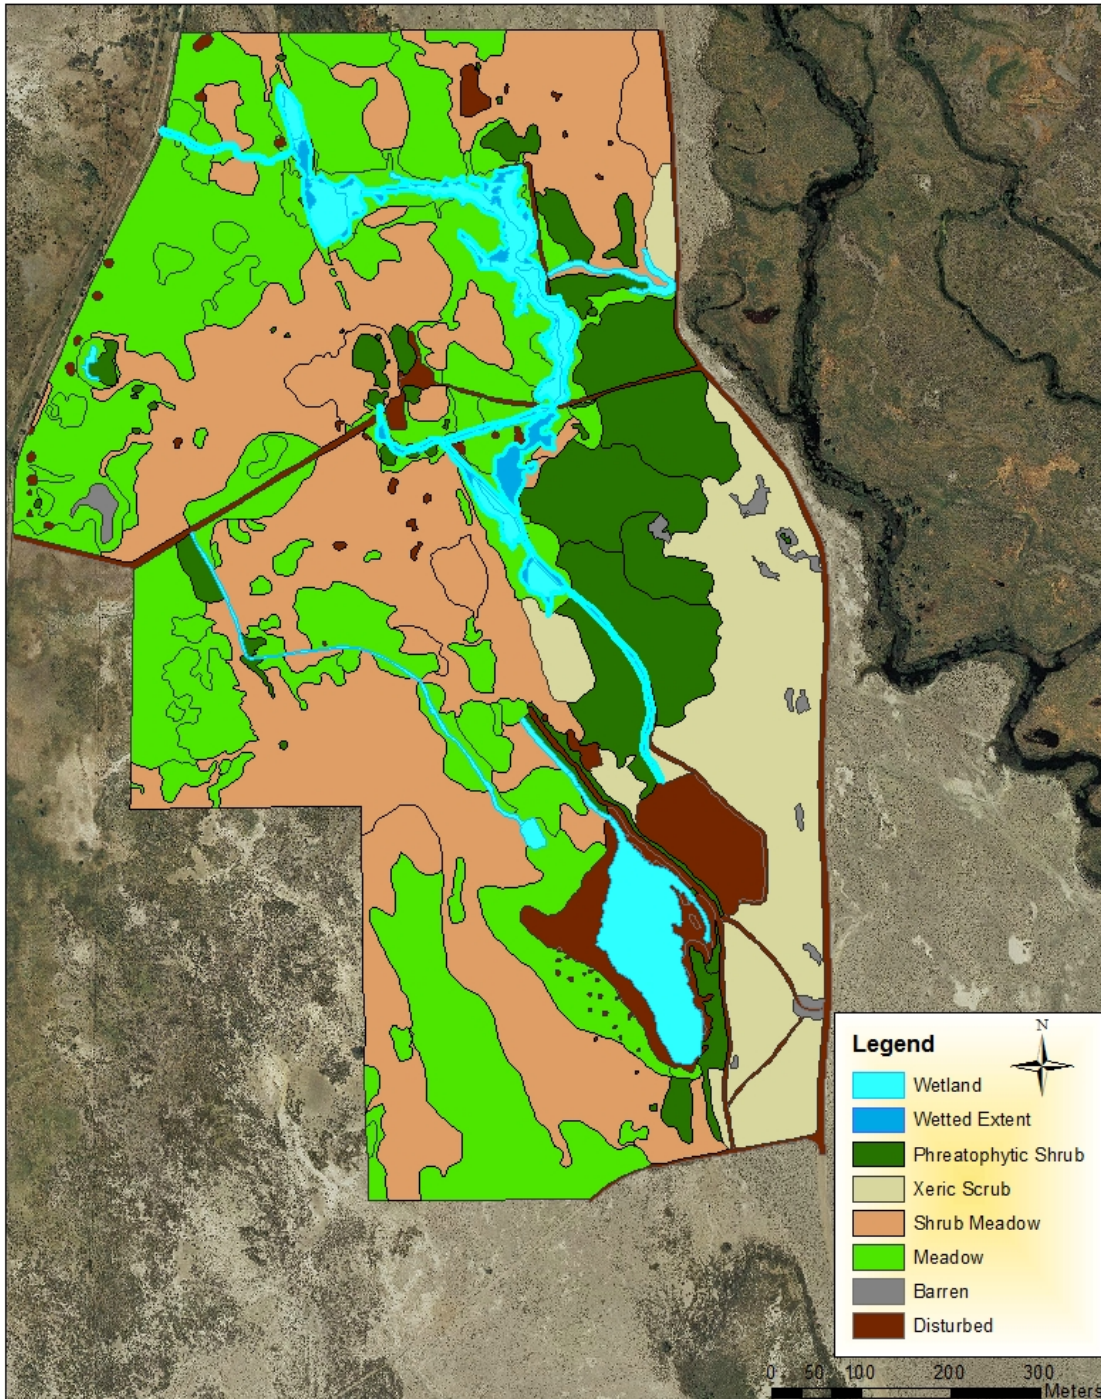 Legend
N
Wetland
Wetted Extent
Phreatophytic Shrub
Xeric Scrub
Shrub Meadow
Meadow
Barren
Disturbed
0 50 100 200 300
Meters